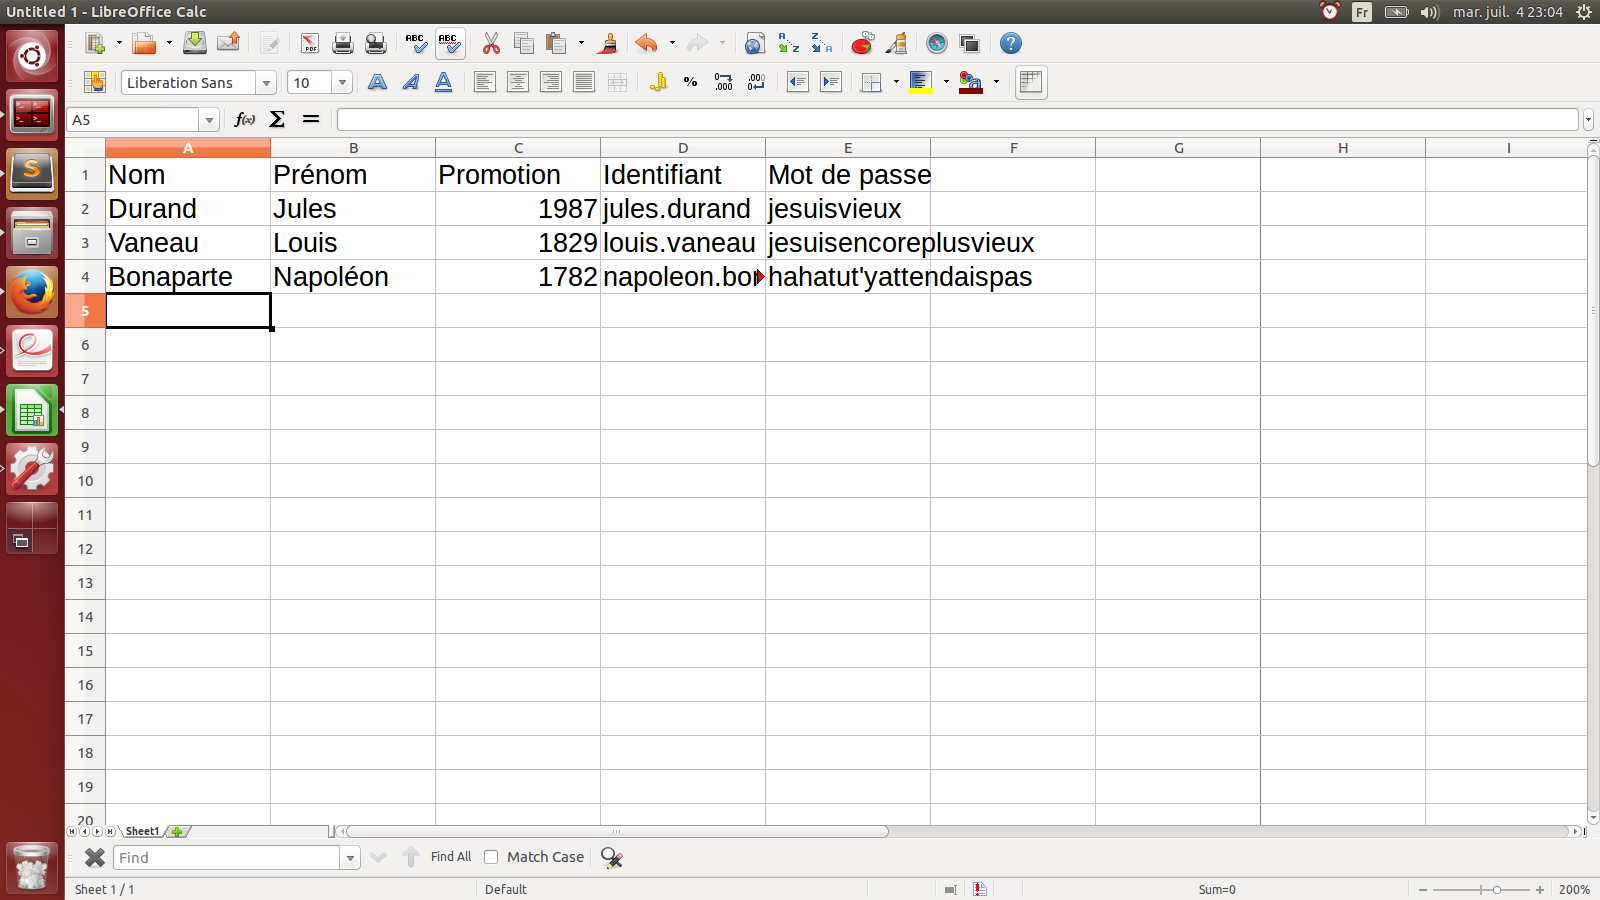 Untitled 1 - LibreOffice Calc
Fr
mar. juil. 4 23:04
Liberation Sans
10
A5
A B C D E F G H I
1 Nom Prénom Promotion Identifiant Mot de passe
2 Durand Jules 1987 jules.durand jesuisvieux
3 Vaneau Louis 1829 louis.vaneau jesuisencoreplusvieux
4 Bonaparte Napoléon 1782 napoleon.bor hahatut'yattendaispas
5
6
7
8
9
10
11
12
13
14
15
16
17
18
19
20
Sheet1
Find
Find All
Match Case
Sheet 1 / 1
Default
Sum=0
200%